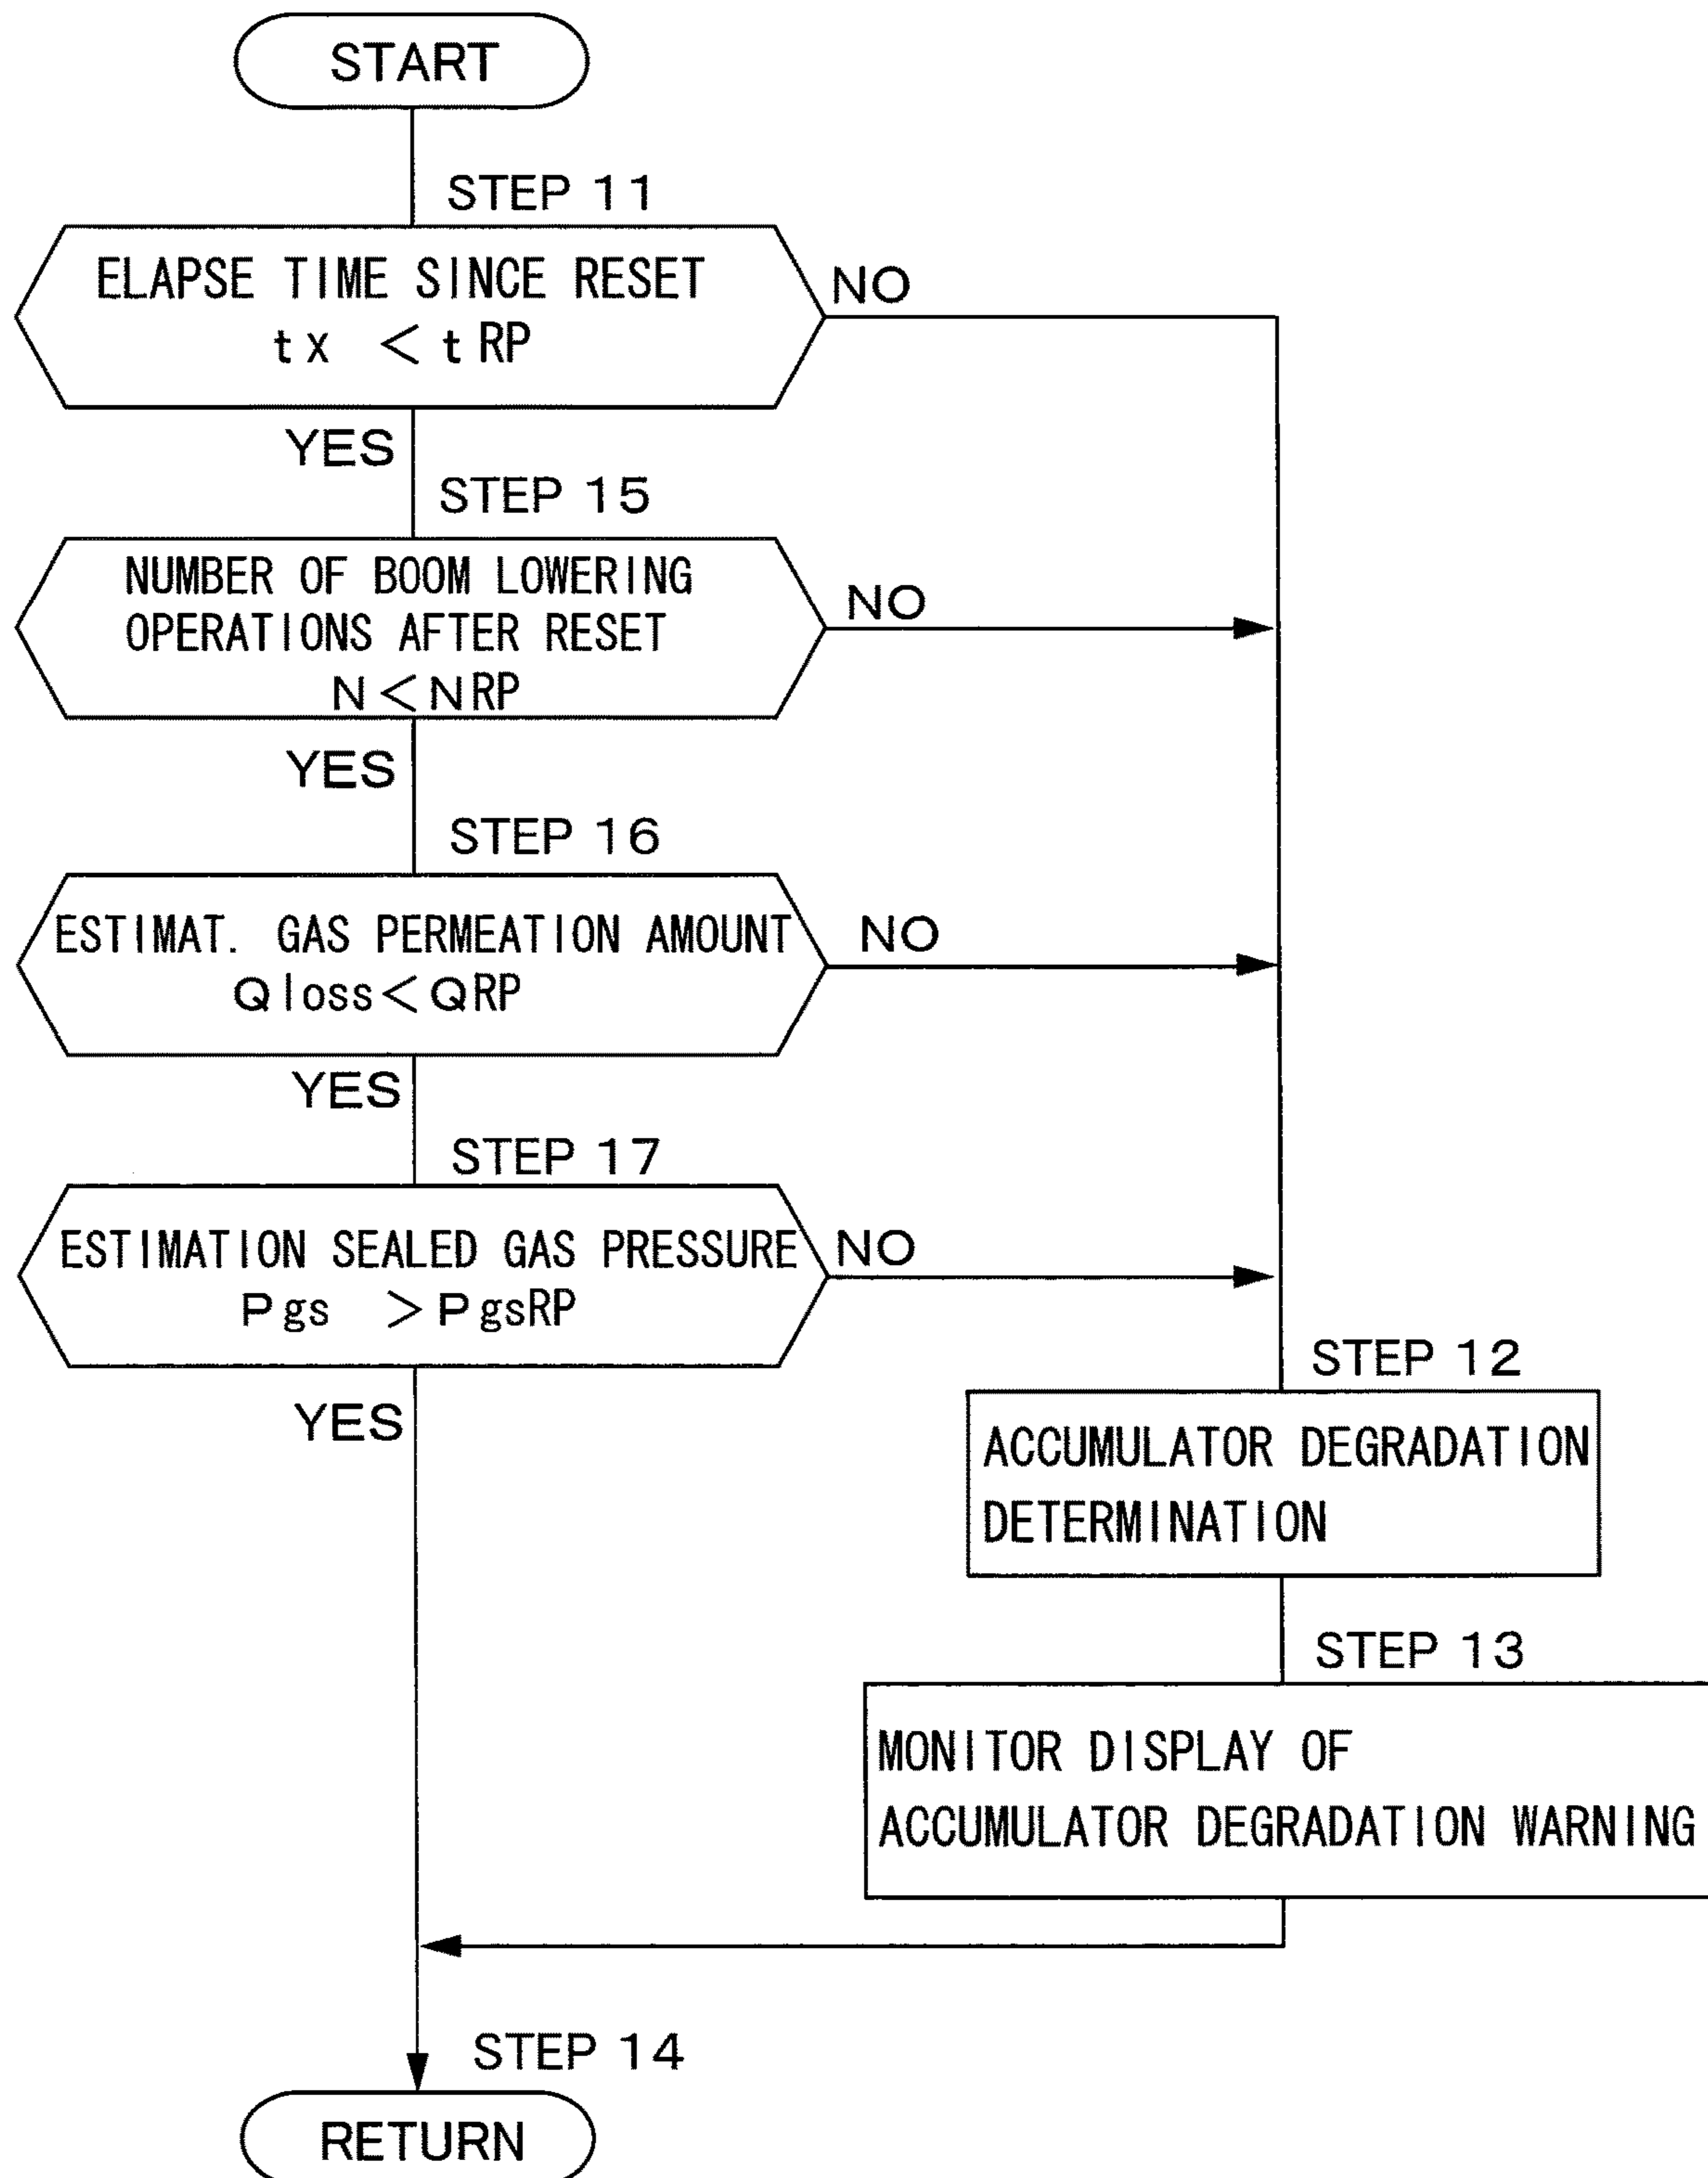 START
STEP 11
ELAPSE TIME SINCE RESET
tx < tRP
NO
YES
STEP 15
NUMBER OF BOOM LOWERING
OPERATIONS AFTER RESET
N<NRP
NO
YES
STEP 16
ESTIMAT. GAS PERMEATION AMOUNT
Qloss<QRP
NO
YES
STEP 17
ESTIMATION SEALED GAS PRESSURE
Pgs >PgsRP
NO
YES
STEP 12
ACCUMULATOR DEGRADATION
DETERMINATION
STEP 13
MONITOR DISPLAY OF
ACCUMULATOR DEGRADATION WARNING
STEP 14
RETURN